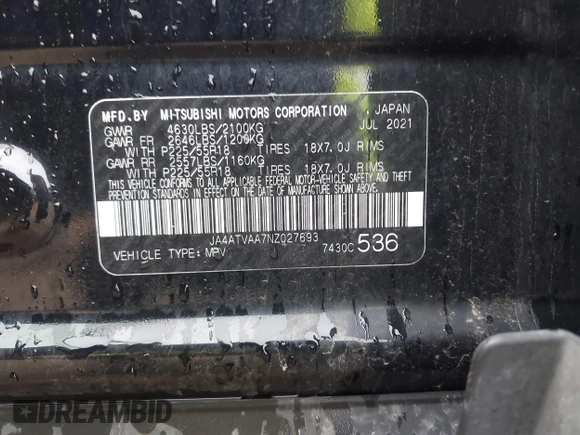 MFD.BY MITSUBISHI MOTORS CORPORATION , JAPAN
GVWR 4630LBS/2100KG JUL 2021
GAWR FR 2646LBS/1200KG
WITH P225/55R18 TIRES 18X7.0J RIMS
GAWR RR 2557LBS/1160KG
WITH P225/55R18 TIRES 18X7.0J RIMS
THIS VEHICLE CONFORMS TO ALL APPLICABLE FEDERAL MOTOR-VEHICLE SAFETY AND THEFT
PREVENTION STANDARDS IN EFFECT ON THE DATE OF MANUFACTURE SHOWN ABOVE.
JA4ATVAA7NZ027693
VEHICLE TYPE: MPV 7430C 536
DREAMBID